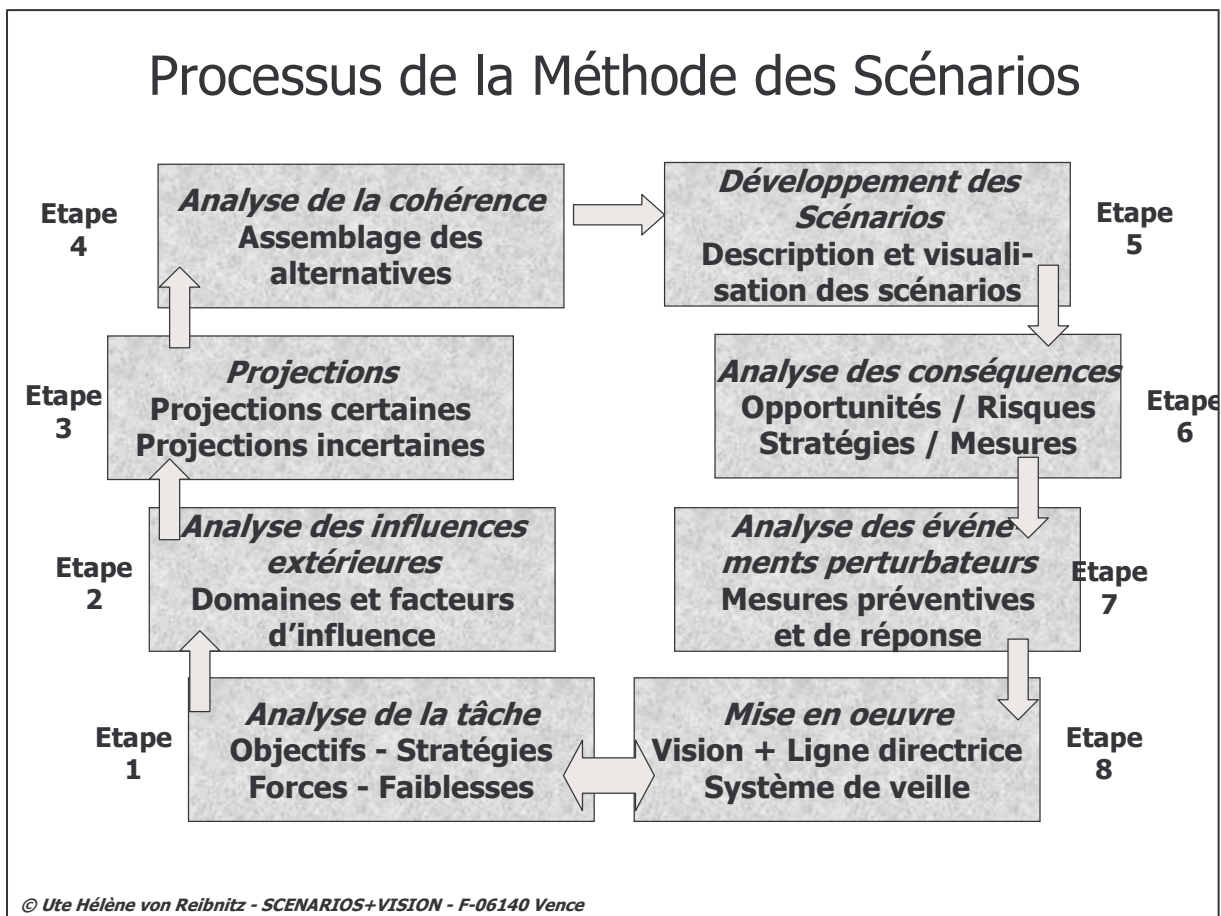 Processus de la Méthode des Scénarios
Etape
4
Analyse de la cohérence
Assemblage des
alternatives
Développement des
Scénarios
Description et visuali-
sation des scénarios
Etape
5
Etape
3
Projections
Projections certaines
Projections incertaines
Analyse des conséquences
Opportunités / Risques
Stratégies / Mesures
Etape
6
Etape
2
Analyse des influences
extérieures
Domaines et facteurs
d’influence
Analyse des événe-
ments perturbateurs
Mesures préventives
et de réponse
Etape
7
Etape
1
Analyse de la tâche
Objectifs - Stratégies
Forces - Faiblesses
Mise en oeuvre
Vision + Ligne directrice
Système de veille
Etape
8
© Ute Hélène von Reibnitz - SCENARIOS+VISION - F-06140 Vence